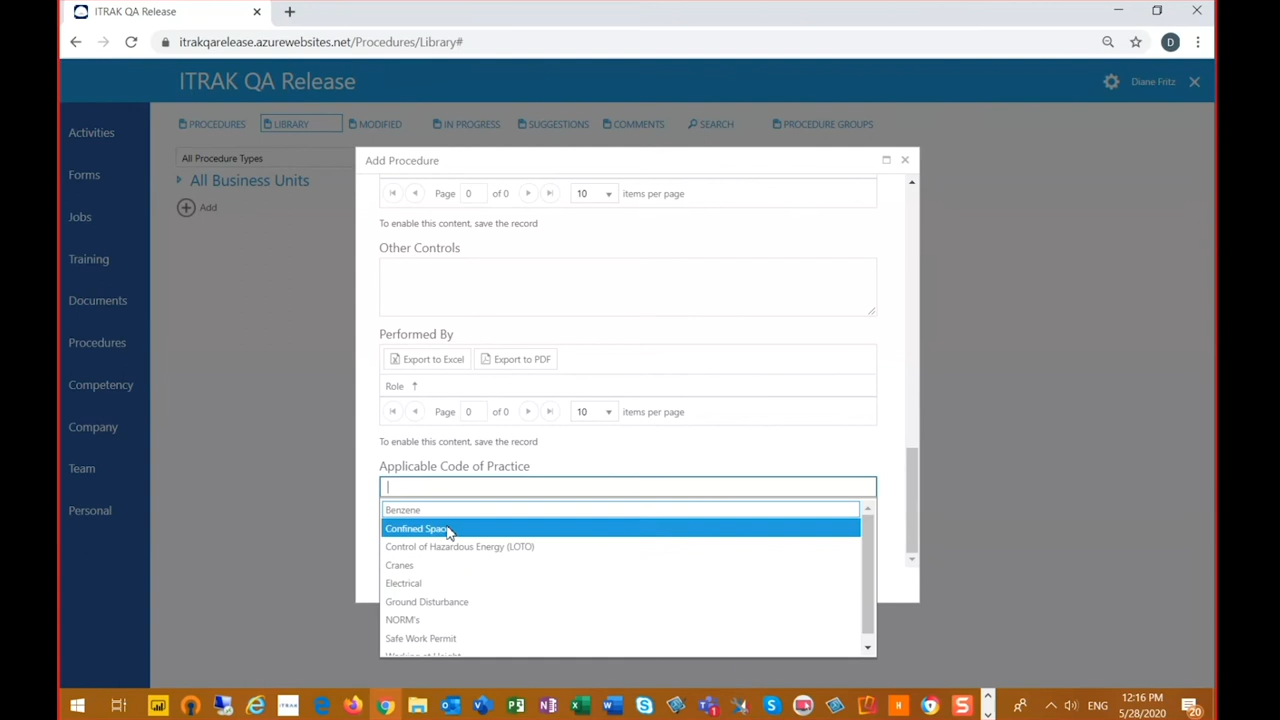 ITRAK QA Release
itrakqarelease.azurewebsites.net/Procedures/Library#
D
ITRAK QA Release
Diane Fritz
Activities
Forms
Jobs
Training
Documents
Procedures
Competency
Company
Team
Personal
PROCEDURES LIBRARY MODIFIED IN PROGRESS SUGGESTIONS COMMENTS SEARCH PROCEDURE GROUPS
All Procedure Types
All Business Units
Add
Add Procedure
Page 0 of 0 10 items per page
To enable this content, save the record
Other Controls
Performed By
Export to Excel Export to PDF
Role
Page 0 of 0 10 items per page
To enable this content, save the record
Applicable Code of Practice
Benzene
Confined Space
Control of Hazardous Energy (LOTO)
Cranes
Electrical
Ground Disturbance
NORM's
Safe Work Permit
Working at Height
ENG
12:16 PM
5/28/2020
20